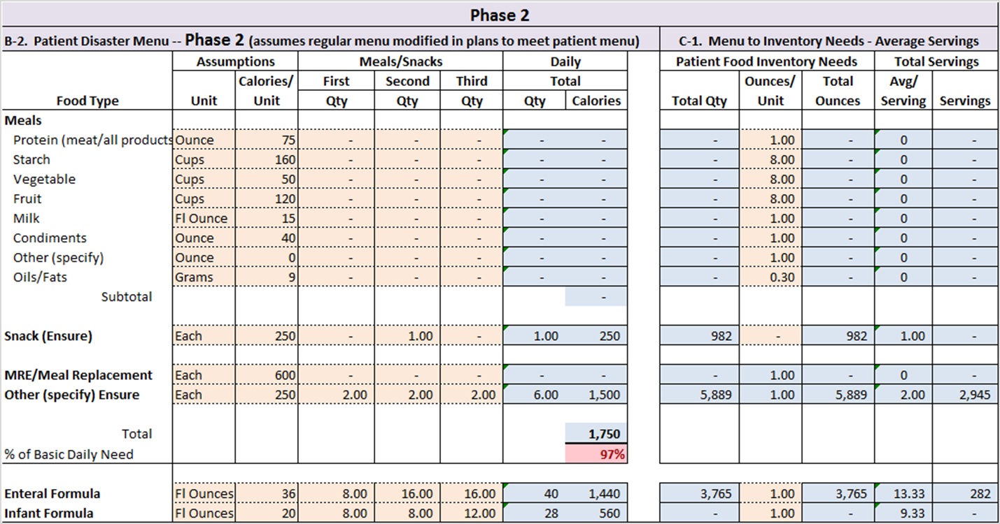 Phase 2
B-2. Patient Disaster Menu -- Phase 2 (assumes regular menu modified in plans to meet patient menu) C-1. Menu to Inventory Needs - Average Servings
Assumptions Meals/Snacks Daily Patient Food Inventory Needs Total Servings
Calories/ First Second Third Total Ounces/ Total Avg/
Food Type Unit Unit Qty Qty Qty Qty Calories Total Qty Unit Ounces Serving Servings
Meals
Protein (meat/all products Ounce 75 - - - - - - 1.00 - 0 -
Starch Cups 160 - - - - - - 8.00 - 0 -
Vegetable Cups 50 - - - - - - 8.00 - 0 -
Fruit Cups 120 - - - - - - 8.00 - 0 -
Milk Fl Ounce 15 - - - - - - 1.00 - 0 -
Condiments Ounce 40 - - - - - - 1.00 - 0 -
Other (specify) Ounce 0 - - - - - - 1.00 - 0 -
Oils/Fats Grams 9 - - - - - - 0.30 - 0 -
Subtotal -
Snack (Ensure) Each 250 - 1.00 - 1.00 250 982 - 982 1.00 -
MRE/Meal Replacement Each 600 - - - - - - 1.00 - 0 -
Other (specify) Ensure Each 250 2.00 2.00 2.00 6.00 1,500 5,889 1.00 5,889 2.00 2,945
Total 1,750
% of Basic Daily Need 97%
Enteral Formula Fl Ounces 36 8.00 16.00 16.00 40 1,440 3,765 1.00 3,765 13.33 282
Infant Formula Fl Ounces 20 8.00 8.00 12.00 28 560 - 1.00 - 9.33 -